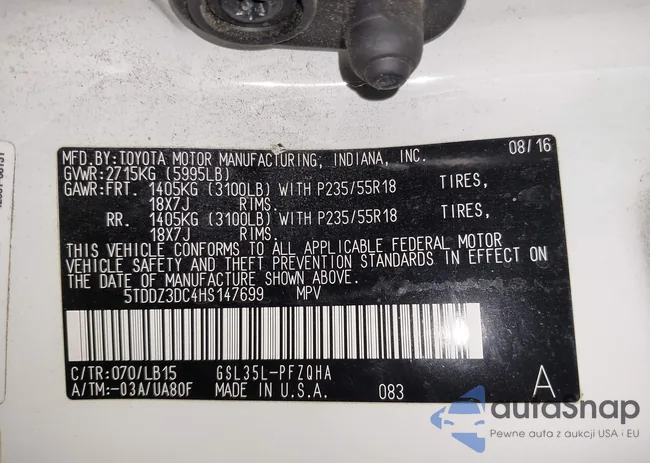 MFD.BY:TOYOTA MOTOR MANUFACTURING, INDIANA, INC. 08/16
GVWR:2715KG (5995LB)
GAWR:FRT. 1405KG (3100LB) WITH P235/55R18 TIRES,
18X7J RIMS.
RR. 1405KG (3100LB) WITH P235/55R18 TIRES,
18X7J RIMS.
THIS VEHICLE CONFORMS TO ALL APPLICABLE FEDERAL MOTOR
VEHICLE SAFETY AND THEFT PREVENTION STANDARDS IN EFFECT ON
THE DATE OF MANUFACTURE SHOWN ABOVE.
5TDDZ3DC4HS147699 MPV
C/TR:070/LB15 GSL35L-PFZQHA
A/TM:-03A/UA80F MADE IN U.S.A. 083 A
autoSnap
Pewne auta z aukcji USA i EU